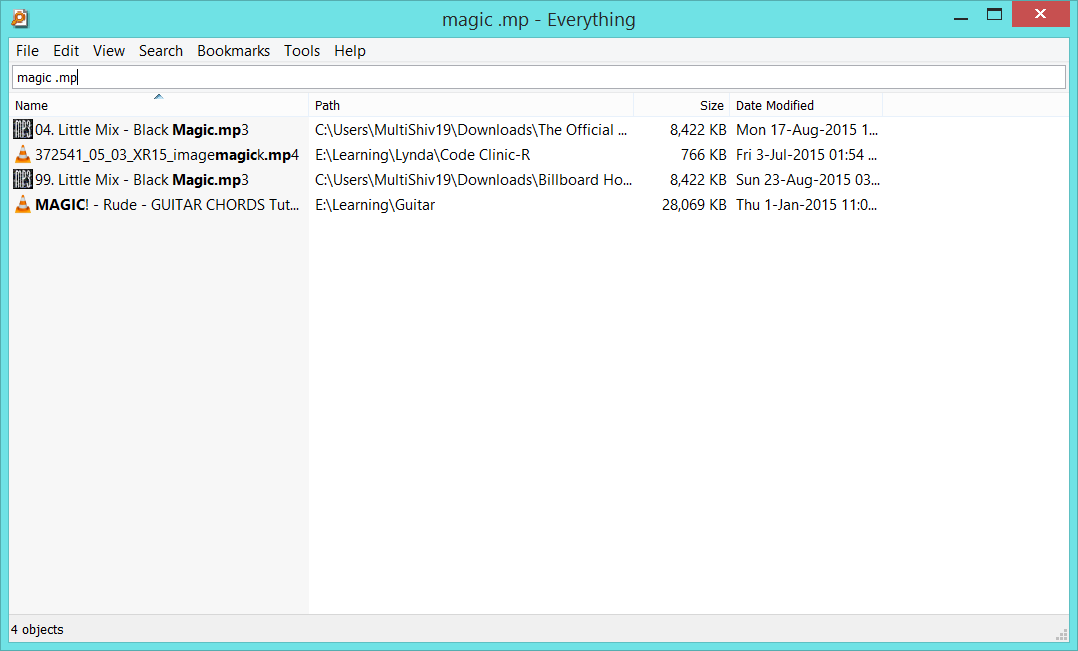 magic .mp - Everything
File Edit View Search Bookmarks Tools Help
magic .mp
Name Path Size Date Modified
MP3 04. Little Mix - Black Magic.mp3 C:\Users\MultiShiv19\Downloads\The Official ... 8,422 KB Mon 17-Aug-2015 1...
372541_05_03_XR15_imagemagick.mp4 E:\Learning\Lynda\Code Clinic-R 766 KB Fri 3-Jul-2015 01:54 ...
MP3 99. Little Mix - Black Magic.mp3 C:\Users\MultiShiv19\Downloads\Billboard Ho... 8,422 KB Sun 23-Aug-2015 03...
MAGIC! - Rude - GUITAR CHORDS Tut... E:\Learning\Guitar 28,069 KB Thu 1-Jan-2015 11:0...
4 objects